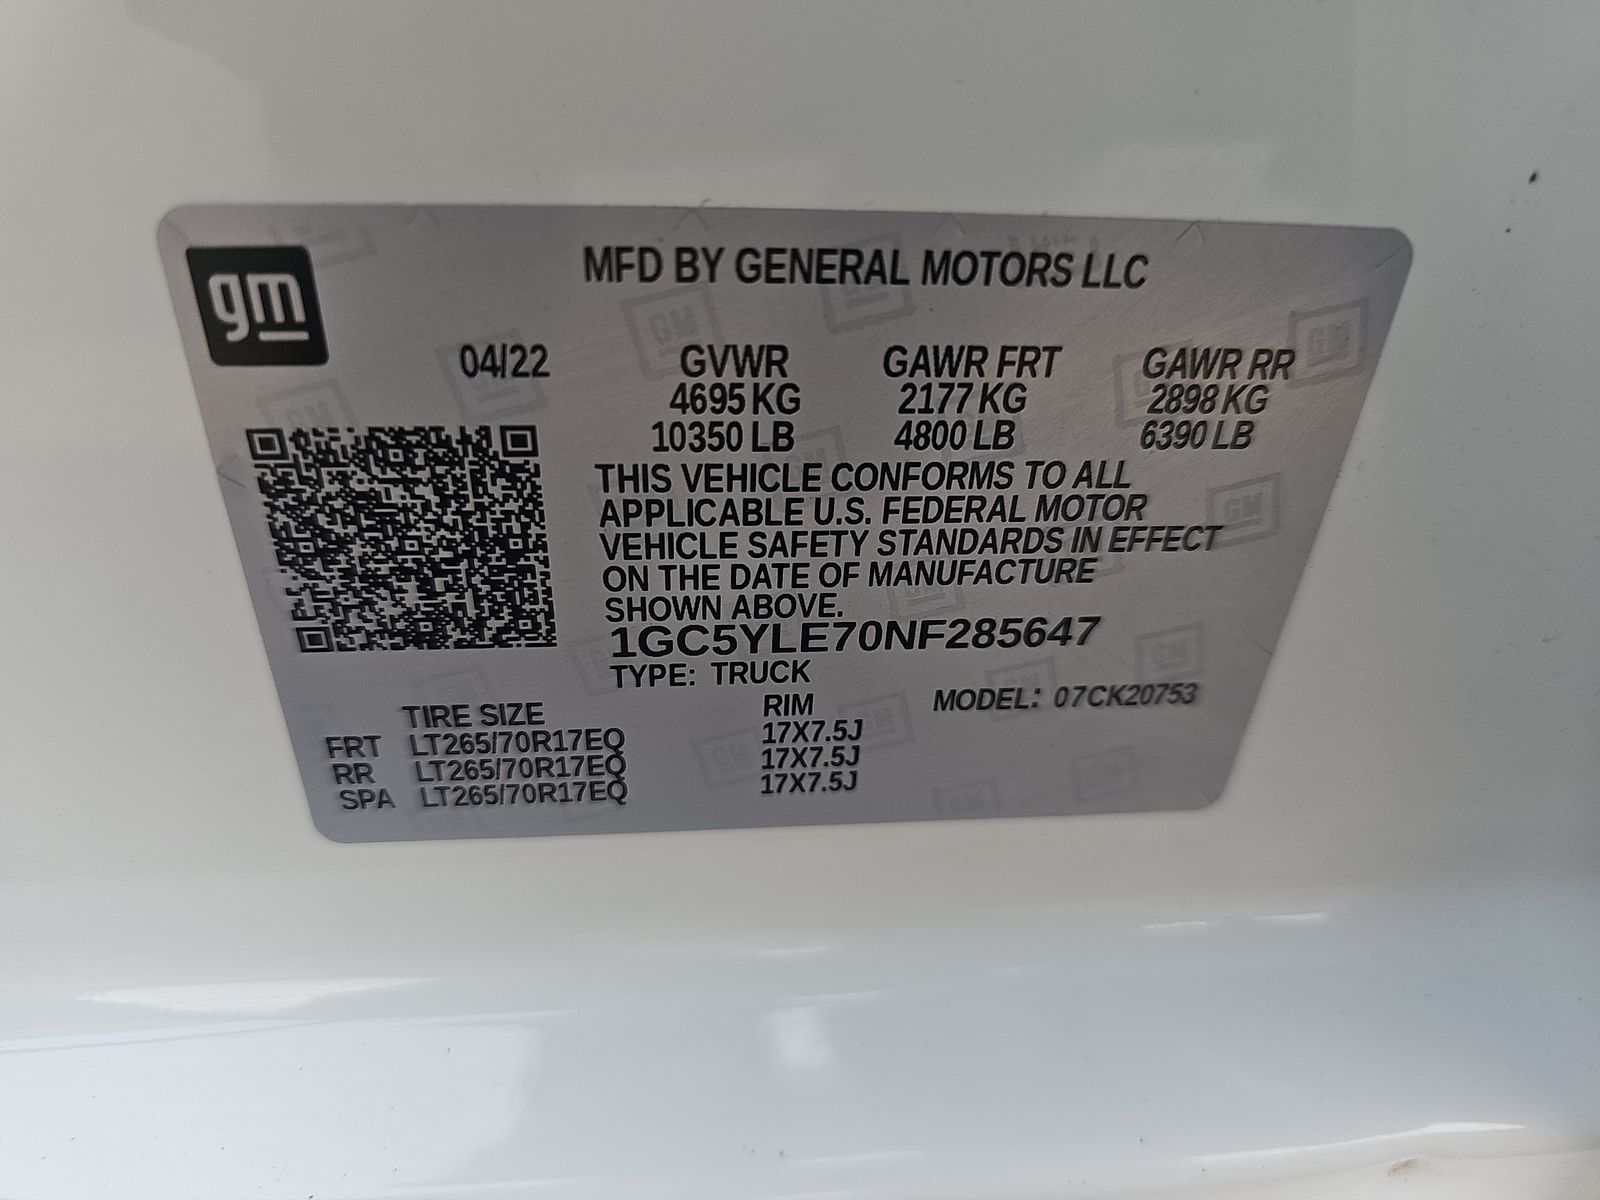 gm
MFD BY GENERAL MOTORS LLC
04/22 GVWR GAWR FRT GAWR RR
4695 KG 2177 KG 2898 KG
10350 LB 4800 LB 6390 LB
THIS VEHICLE CONFORMS TO ALL
APPLICABLE U.S. FEDERAL MOTOR
VEHICLE SAFETY STANDARDS IN EFFECT
ON THE DATE OF MANUFACTURE
SHOWN ABOVE.
1GC5YLE70NF285647
TYPE: TRUCK
TIRE SIZE RIM MODEL: 07CK20753
FRT LT265/70R17EQ 17X7.5J
RR LT265/70R17EQ 17X7.5J
SPA LT265/70R17EQ 17X7.5J